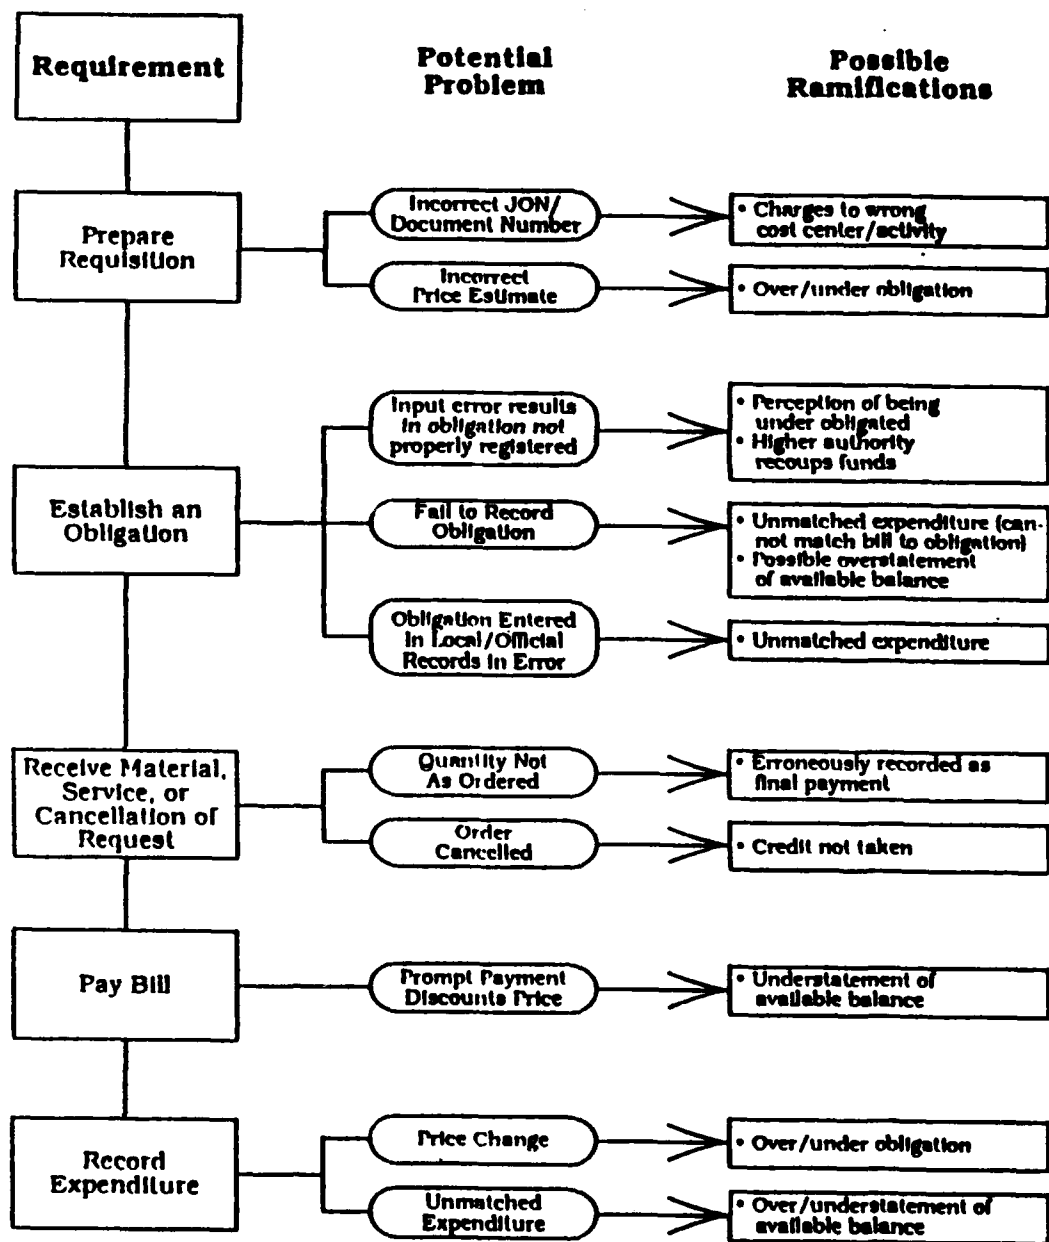 Requirement
Potential
Problem
Possible
Ramifications
Prepare
Requisition
Incorrect JON/
Document Number
• Charges to wrong
cost center/activity
Incorrect
Price Estimate
• Over/under obligation
Establish an
Obligation
Input error results
in obligation not
properly registered
• Perception of being
under obligated
• Higher authority
recoups funds
Fail to Record
Obligation
• Unmatched expenditure (can-
not match bill to obligation)
• Possible overstatement
of available balance
Obligation Entered
In Local/Official
Records in Error
• Unmatched expenditure
Receive Material,
Service, or
Cancellation of
Request
Quantity Not
As Ordered
• Erroneously recorded as
final payment
Order
Cancelled
• Credit not taken
Pay Bill
Prompt Payment
Discounts Price
• Understatement of
available balance
Record
Expenditure
Price Change
• Over/under obligation
Unmatched
Expenditure
• Over/understatement of
available balance